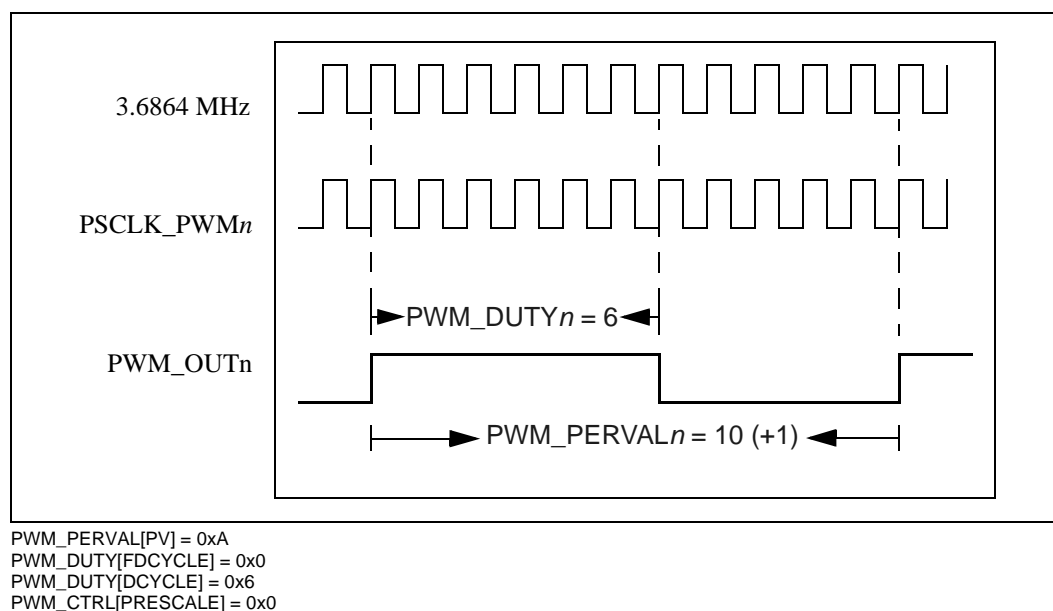 3.6864 MHz
PSCLK_PWMn
PWM_DUTYn = 6
PWM_OUTn
PWM_PERVALn = 10 (+1)
PWM_PERVAL[PV] = 0xA
PWM_DUTY[FDCYCLE] = 0x0
PWM_DUTY[DCYCLE] = 0x6
PWM_CTRL[PRESCALE] = 0x0